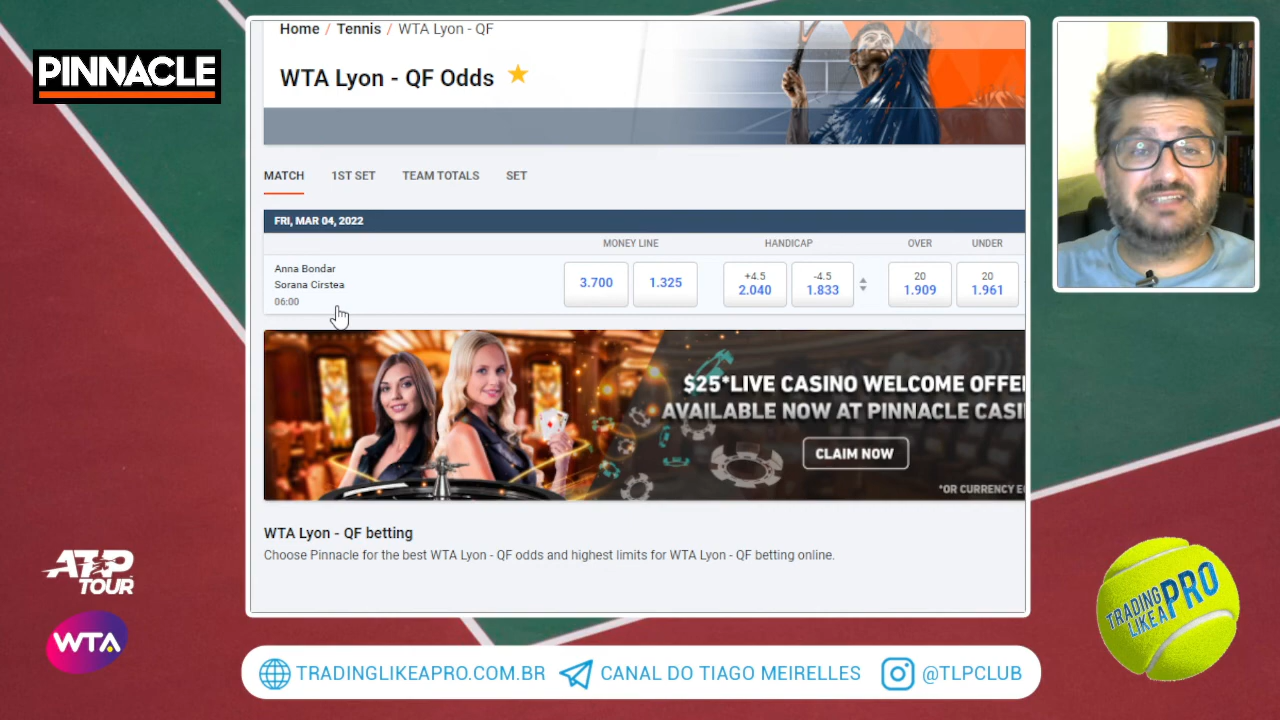 PINNACLE
Home / Tennis / WTA Lyon - QF
WTA Lyon - QF Odds
MATCH 1ST SET TEAM TOTALS SET
FRI, MAR 04, 2022
MONEY LINE HANDICAP OVER UNDER
Anna Bondar
Sorana Cirstea
06:00
3.700 1.325
+4.5 -4.5 20 20
2.040 1.833 1.909 1.961
$25*LIVE CASINO WELCOME OFFE
AVAILABLE NOW AT PINNACLE CASI
CLAIM NOW
*OR CURRENCY E
WTA Lyon - QF betting
Choose Pinnacle for the best WTA Lyon - QF odds and highest limits for WTA Lyon - QF betting online.
ATP
TOUR
WTA
TRADING
LIKE A
PRO
TRADINGLIKEAPRO.COM.BR CANAL DO TIAGO MEIRELLES @TLPCLUB